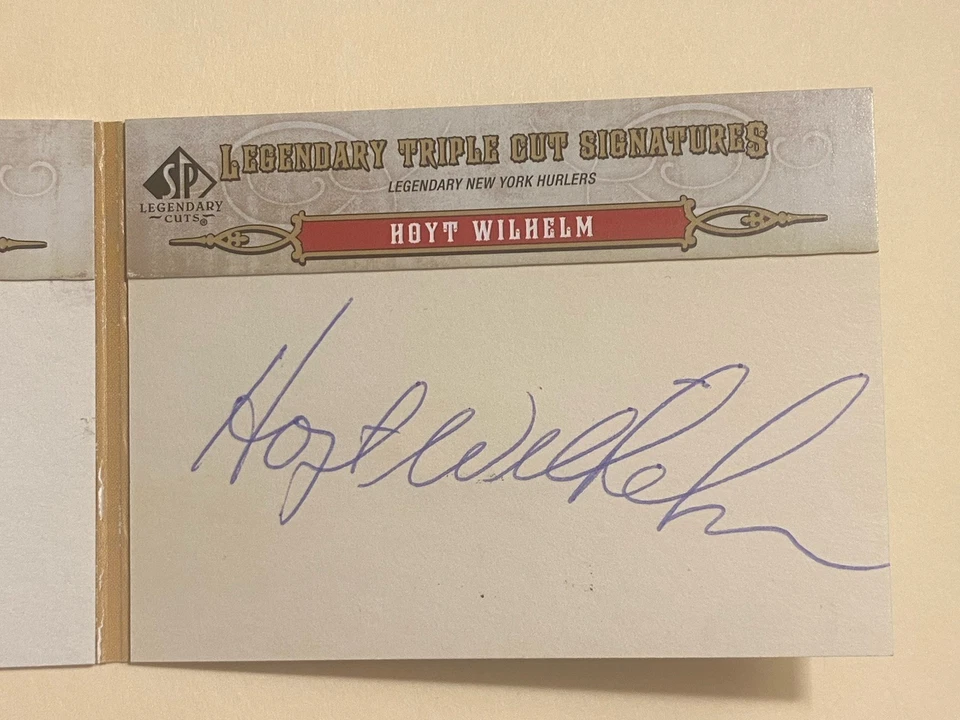 LEGENDARY TRIPLE CUT SIGNATURES
LEGENDARY NEW YORK HURLERS
SP
LEGENDARY
CUTS
HOYT WILHELM
Hoyt Wilhelm